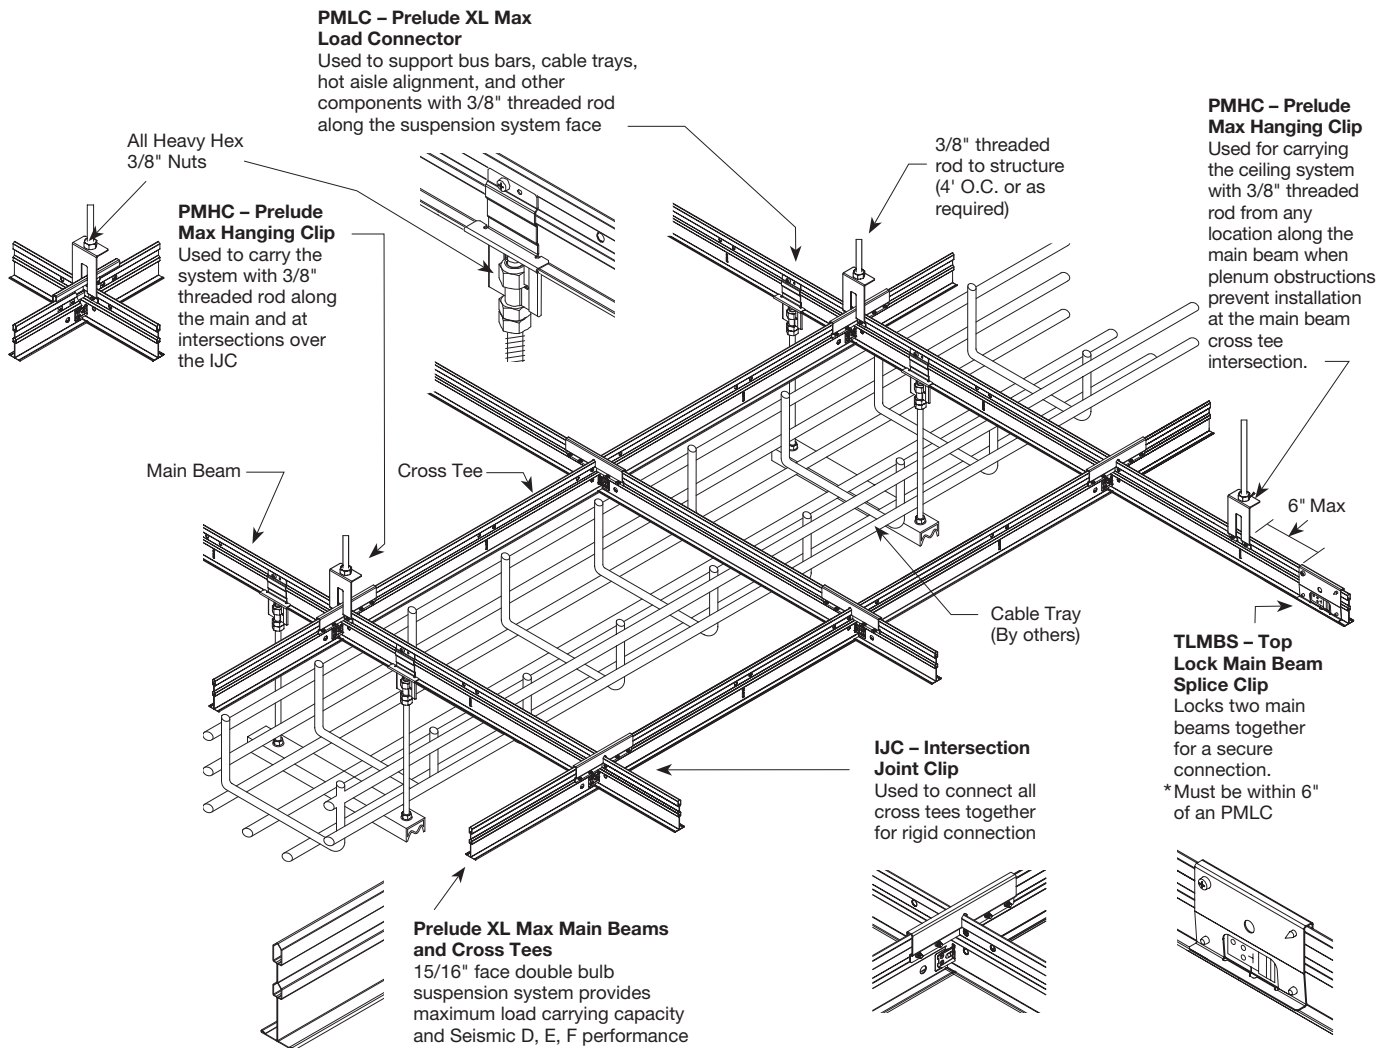 PMLC – Prelude XL Max
Load Connector
Used to support bus bars, cable trays,
hot aisle alignment, and other
components with 3/8" threaded rod
along the suspension system face
All Heavy Hex
3/8" Nuts
PMHC – Prelude
Max Hanging Clip
Used to carry the
system with 3/8"
threaded rod along
the main and at
intersections over
the IJC
3/8" threaded
rod to structure
(4' O.C. or as
required)
PMHC – Prelude
Max Hanging Clip
Used for carrying
the ceiling system
with 3/8" threaded
rod from any
location along the
main beam when
plenum obstructions
prevent installation
at the main beam
cross tee
intersection.
Main Beam
Cross Tee
6" Max
Cable Tray
(By others)
TLMBS – Top
Lock Main Beam
Splice Clip
Locks two main
beams together
for a secure
connection.
*Must be within 6"
of an PMLC
IJC – Intersection
Joint Clip
Used to connect all
cross tees together
for rigid connection
Prelude XL Max Main Beams
and Cross Tees
15/16" face double bulb
suspension system provides
maximum load carrying capacity
and Seismic D, E, F performance